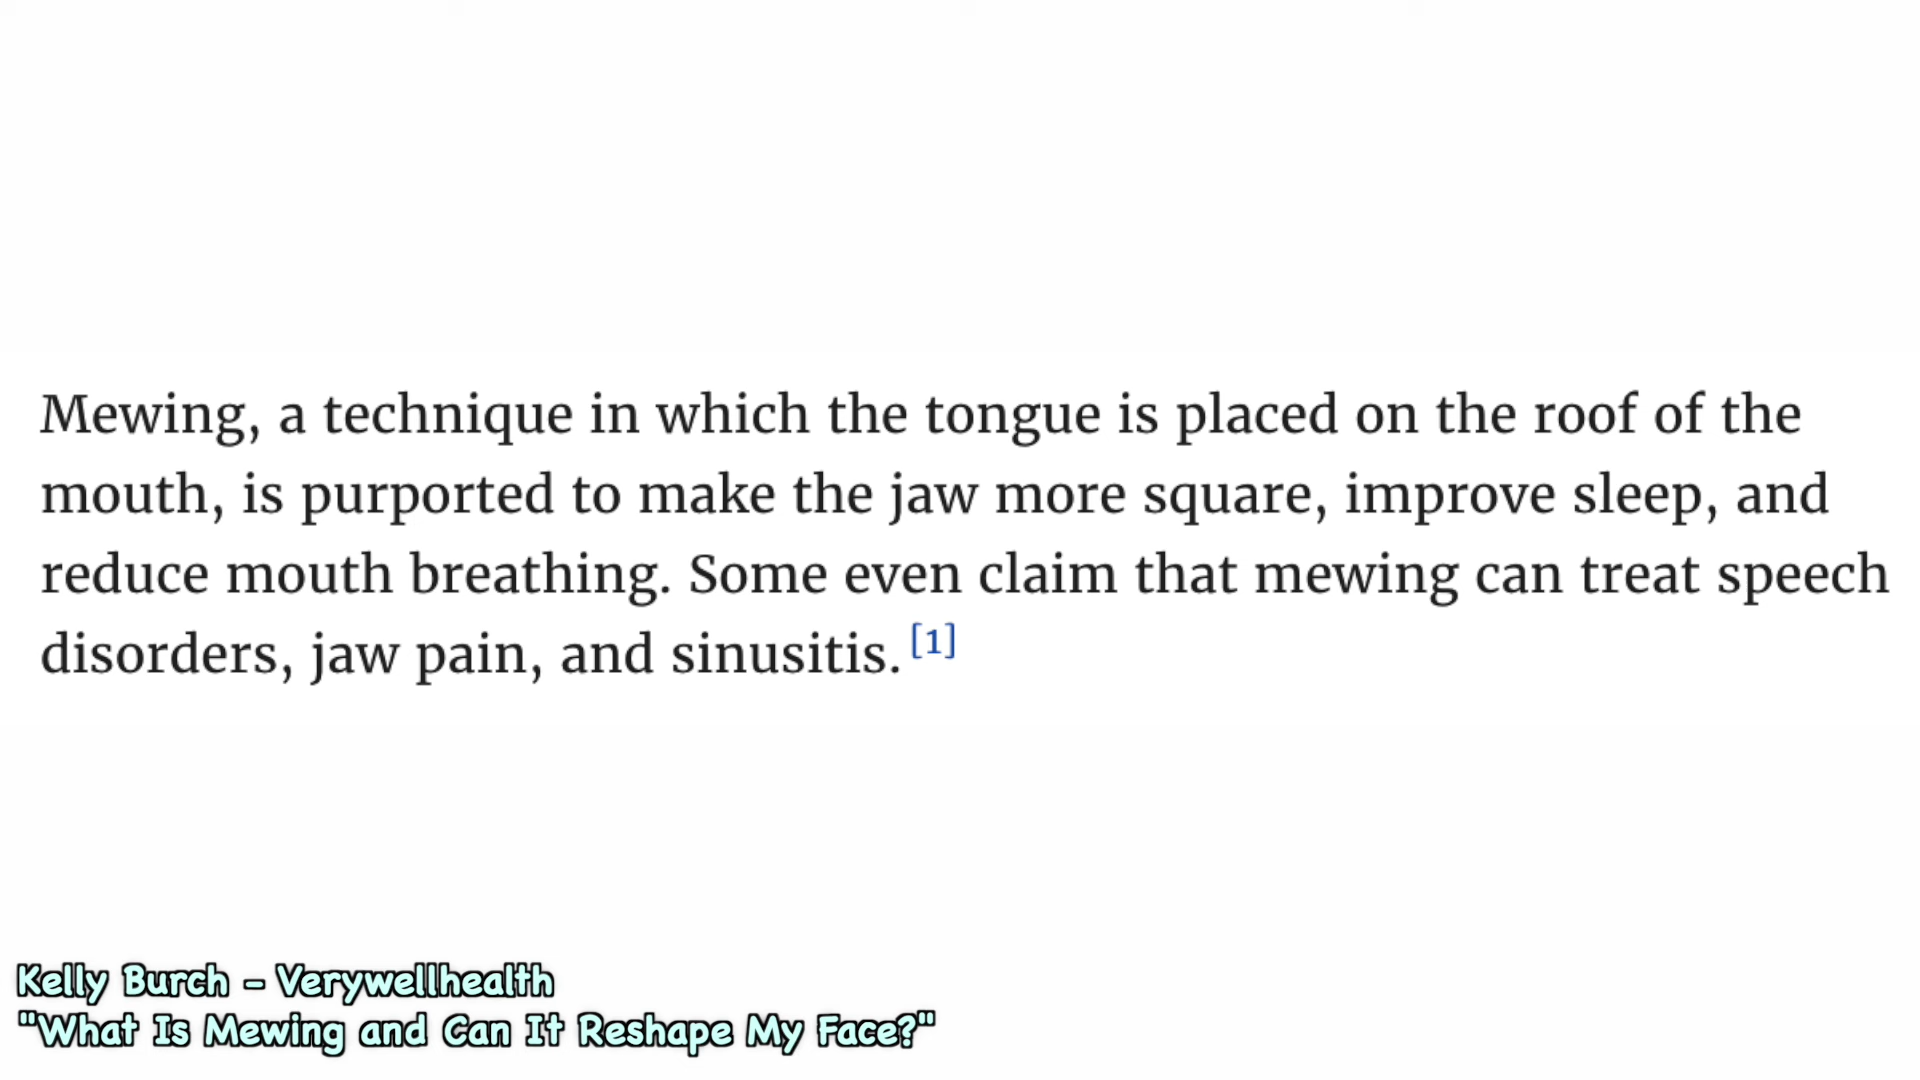 Mewing, a technique in which the tongue is placed on the roof of the
mouth, is purported to make the jaw more square, improve sleep, and
reduce mouth breathing. Some even claim that mewing can treat speech
disorders, jaw pain, and sinusitis. [1]
Kelly Burch - Verywellhealth
"What Is Mewing and Can It Reshape My Face?"